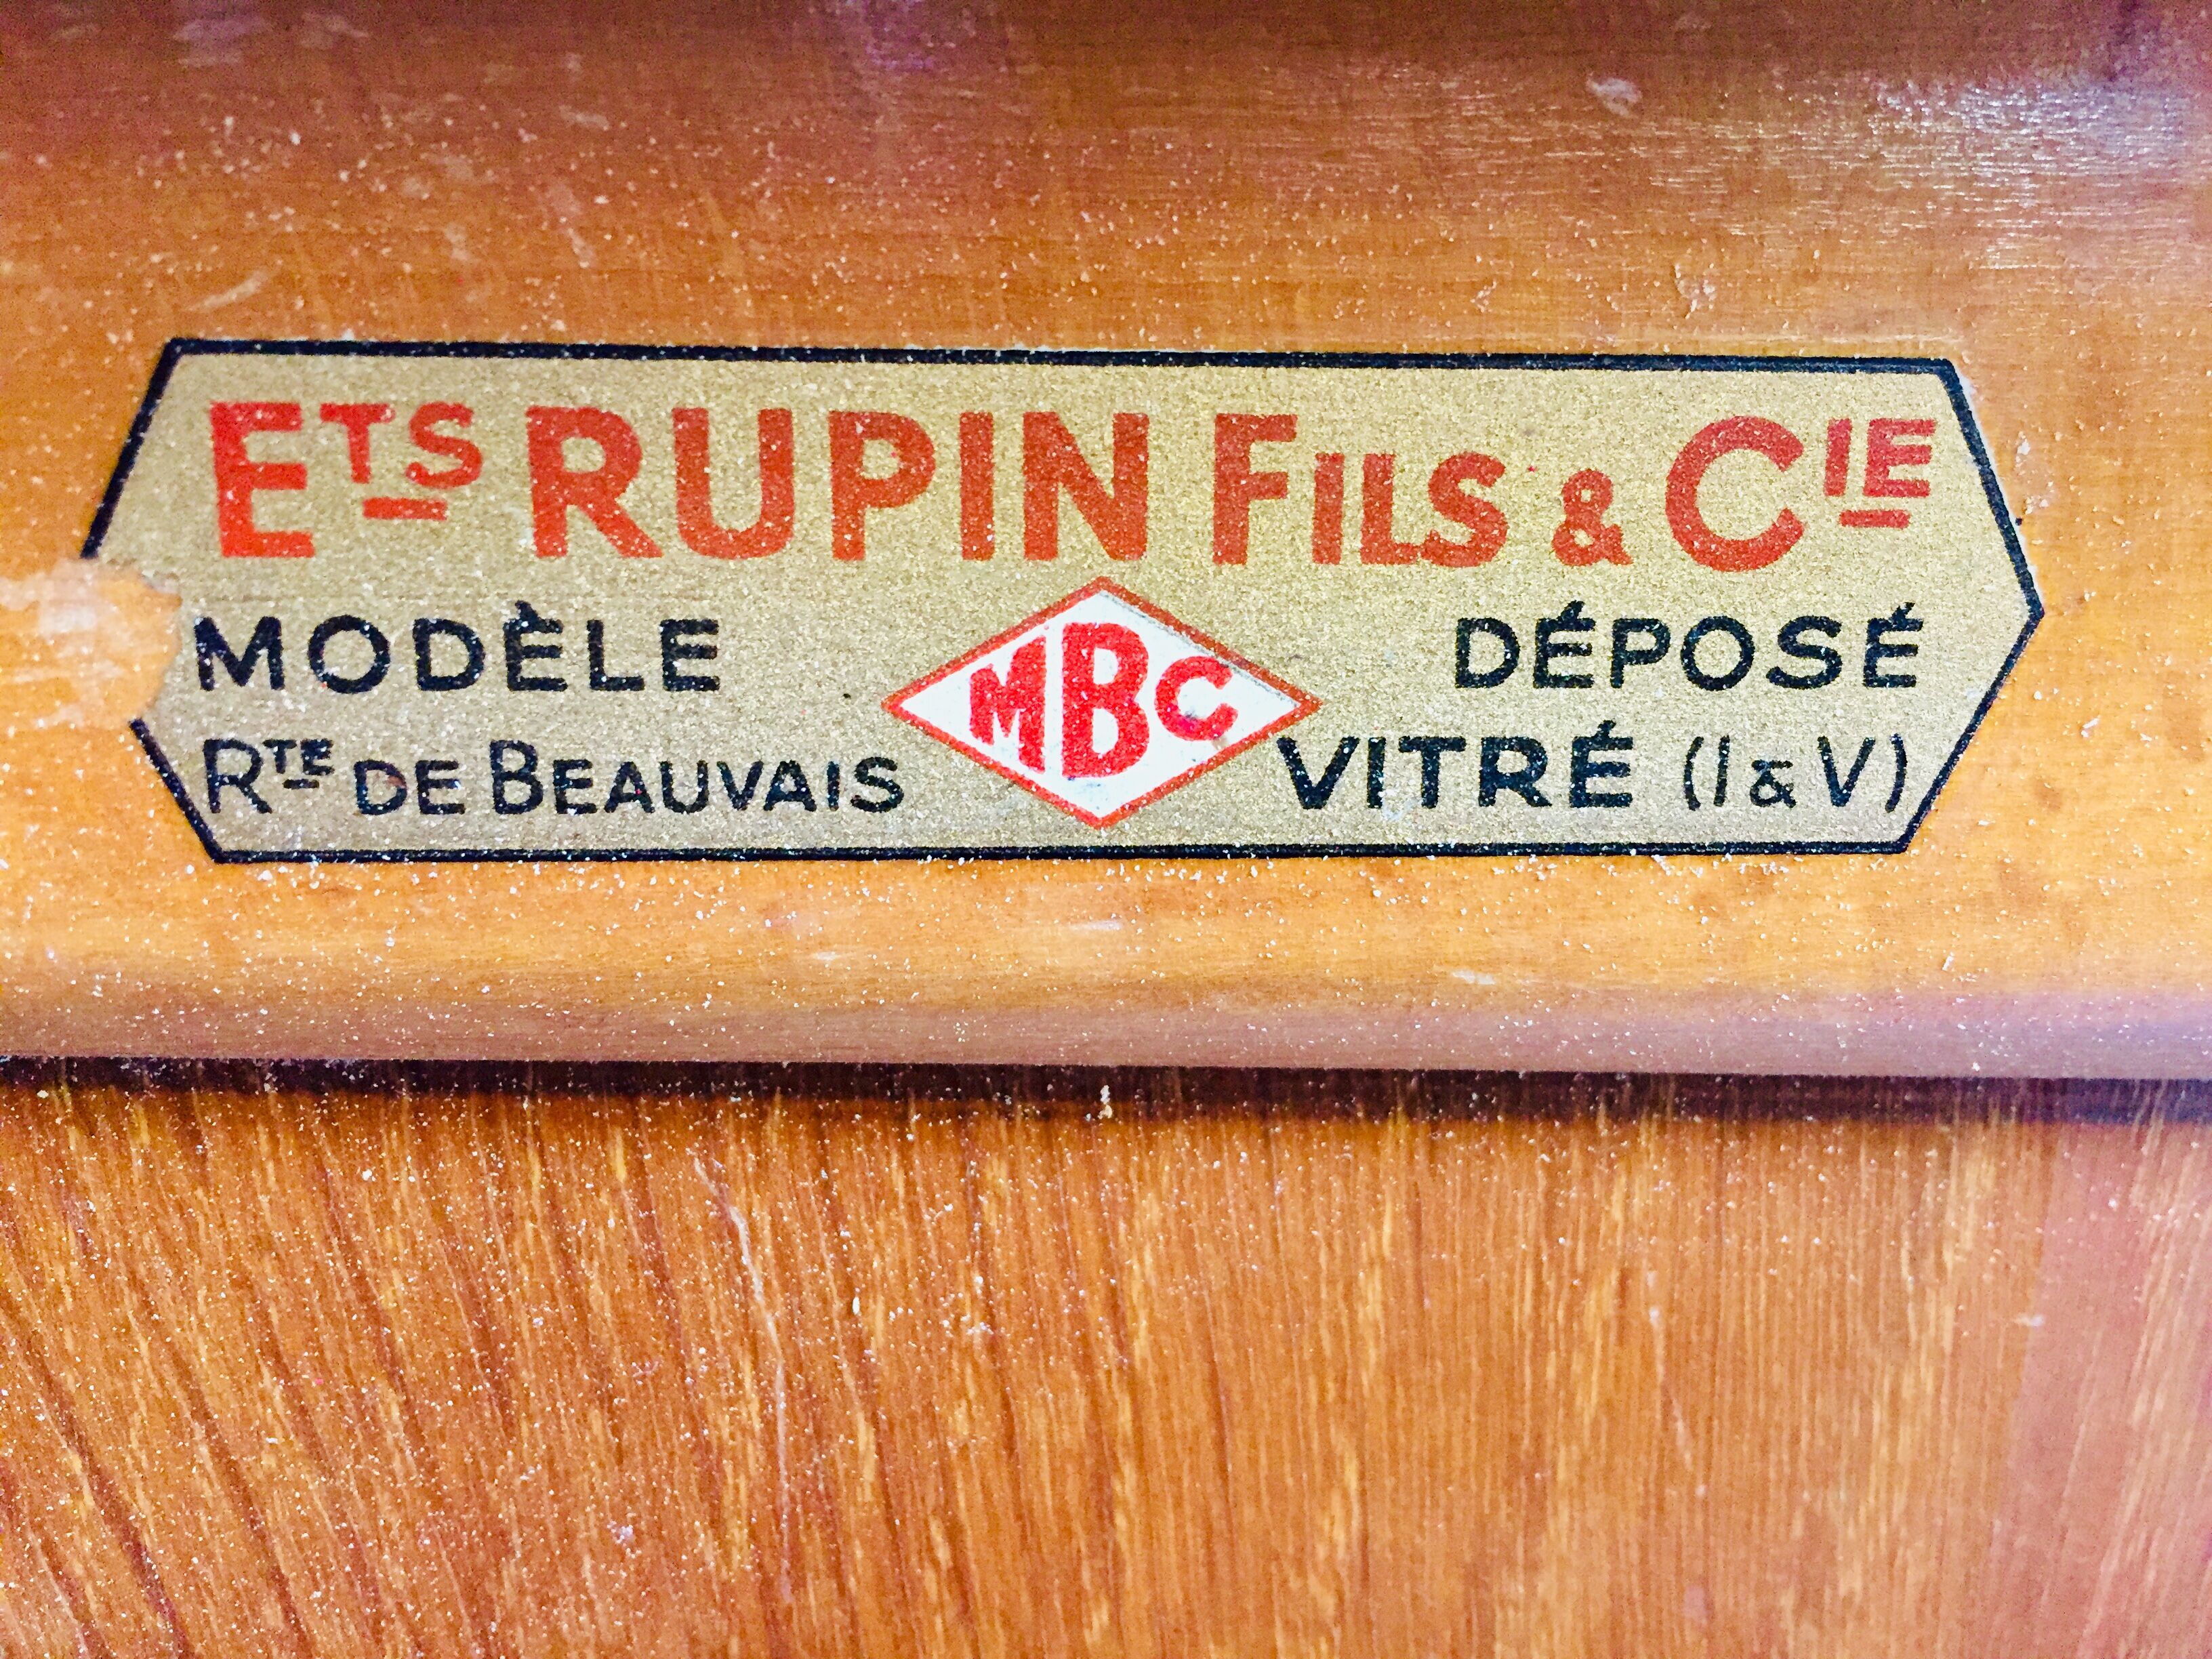 ETS RUPIN FILS & CIE
MODÈLE DÉPOSÉ
MBC
RTE DE BEAUVAIS VITRÉ (I & V)